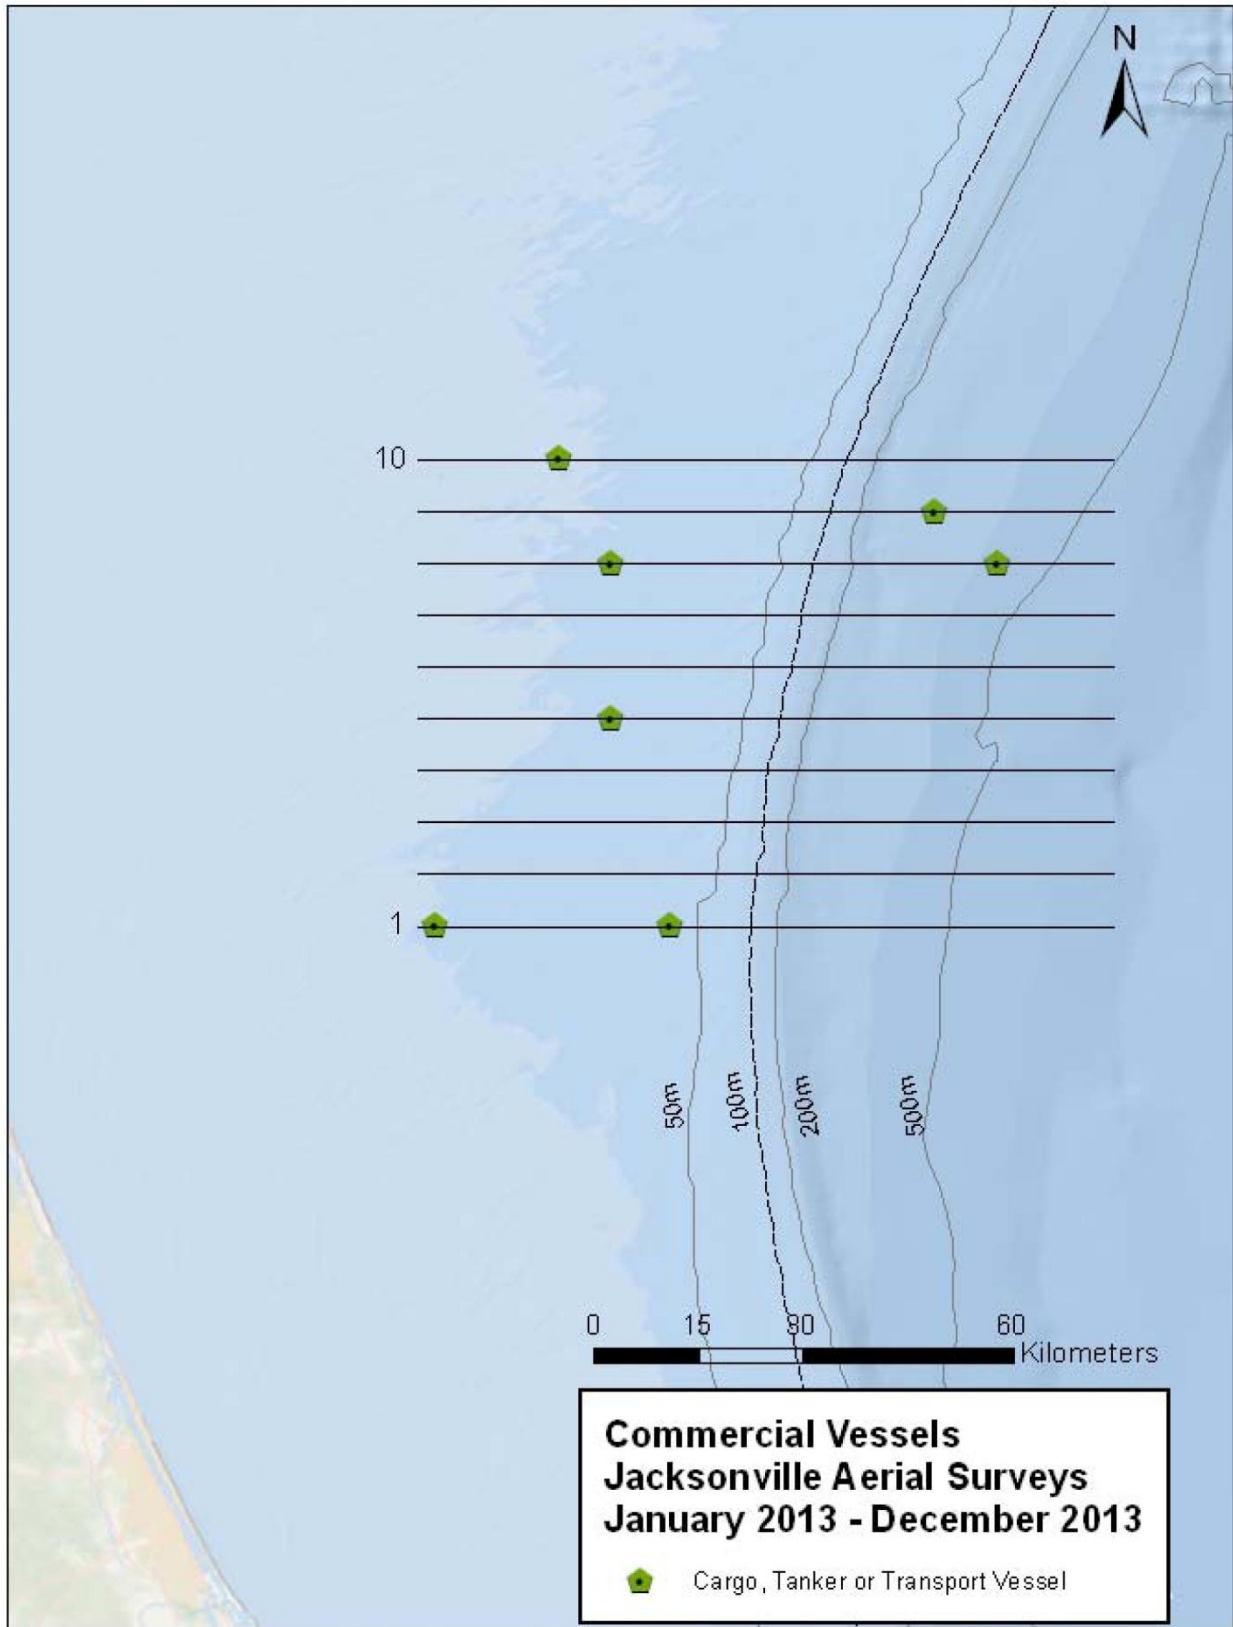 N
10
1
50m
100m
200m
500m
0 15 30 60
Kilometers
Commercial Vessels
Jacksonville Aerial Surveys
January 2013 - December 2013
Cargo, Tanker or Transport Vessel